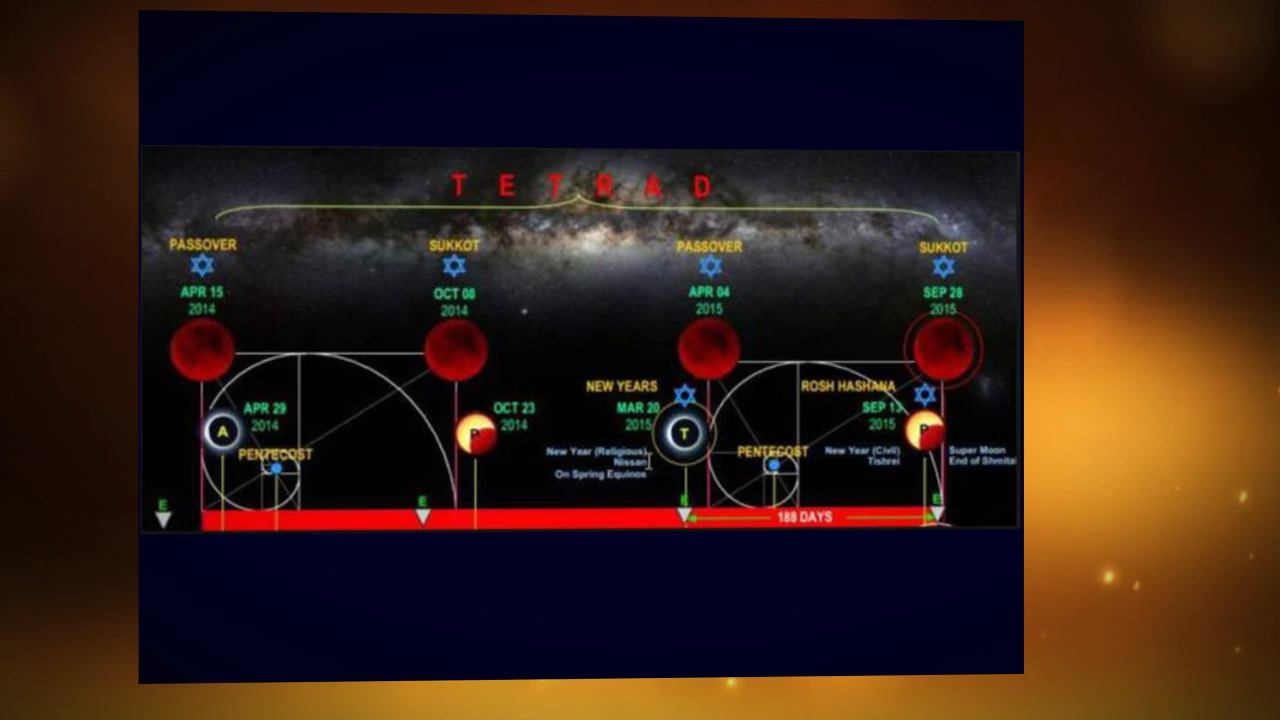 TETRAD
PASSOVER
APR 15
2014
SUKKOT
OCT 08
2014
PASSOVER
APR 04
2015
SUKKOT
SEP 28
2015
A
APR 29
2014
PENTECOST
P
OCT 23
2014
NEW YEARS
MAR 20
2015
T
New Year (Religious)
Nissan
On Spring Equinox
PENTECOST
ROSH HASHANA
SEP 13
2015
P
New Year (Civil)
Tishrei
Super Moon
End of Shmita
E
E
E
E
188 DAYS